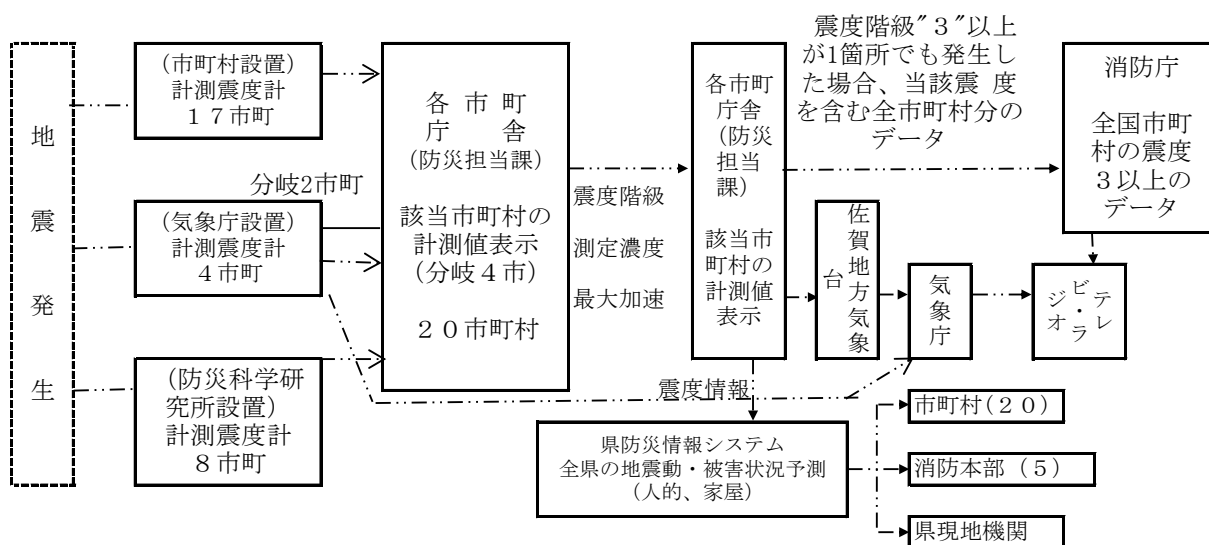 地震発生
(市町村設置)
計測震度計
１７市町
分岐2市町
(気象庁設置)
計測震度計
４市町
(防災科学研
究所設置)
計測震度計
８市町
各 市 町
庁　　舎
(防災担当課)
該当市町村の
計測値表示
(分岐４市)
２０市町村
震度階級
測定濃度
最大加速
各市町
庁舎
(防災
担当
課)
該当市
町村の
計測値
表示
震度階級"３"以上
が1箇所でも発生し
た場合、当該震 度
を含む全市町村分の
データ
消防庁
全国市町
村の震度
３以上の
データ
佐賀地方気象
台
気象庁
テレ
ビ・ラ
ジオ
震度情報
県防災情報システム
全県の地震動・被害状況予測
(人的、家屋)
市町村(２０)
消防本部（５）
県現地機関